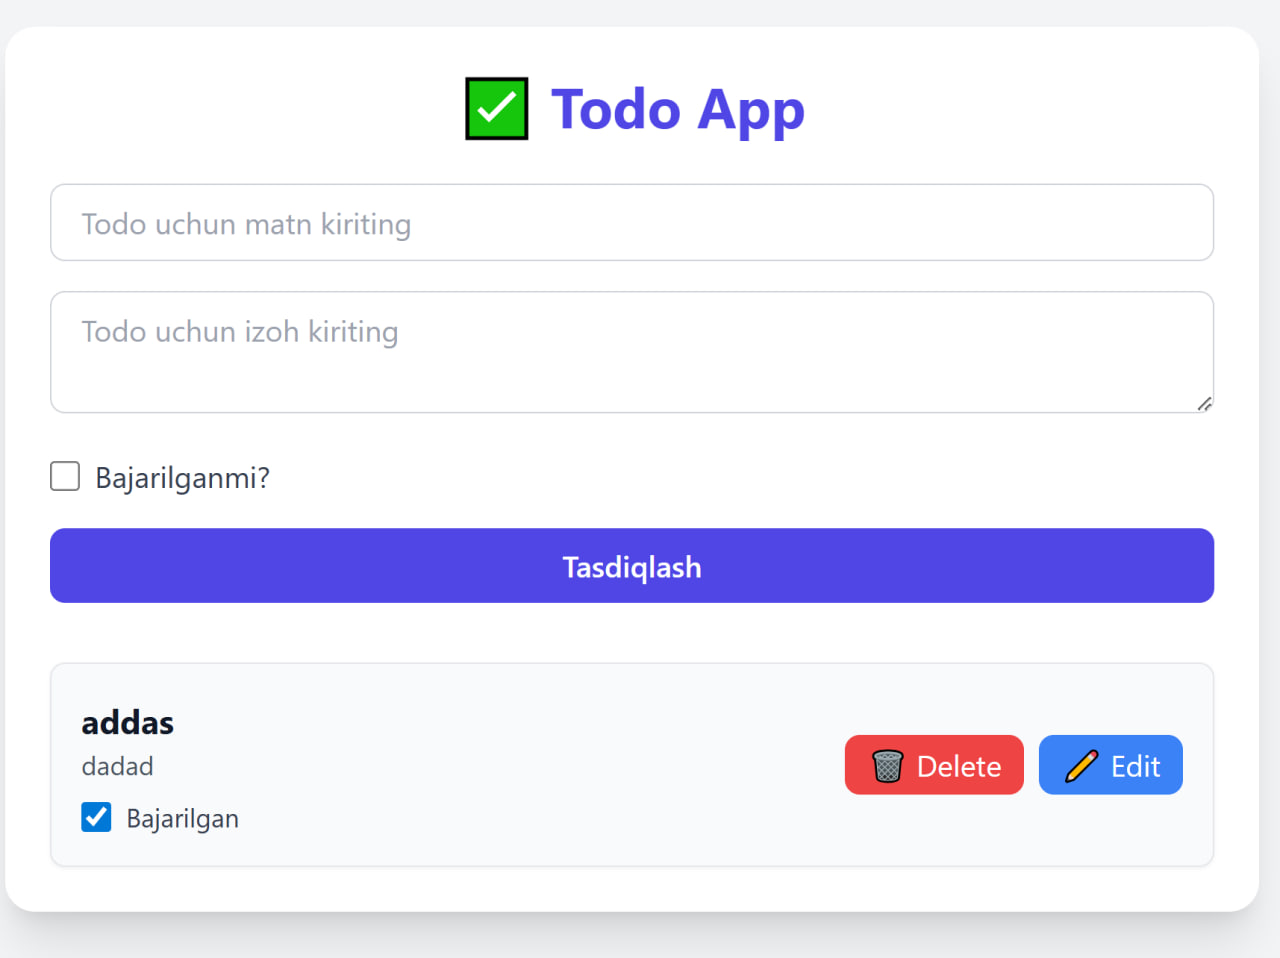 Todo App
Todo uchun matn kiriting
Todo uchun izoh kiriting
Bajarilganmi?
Tasdiqlash
addas
dadad
Bajarilgan
Delete
Edit